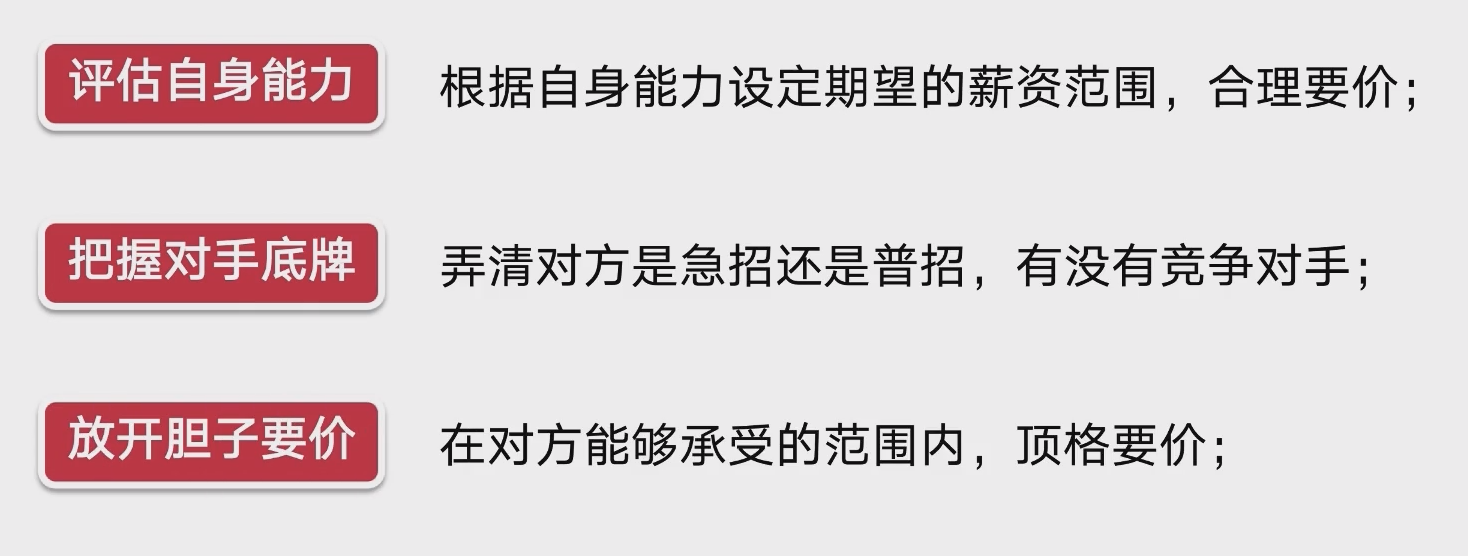 评估自身能力
根据自身能力设定期望的薪资范围，合理要价；
把握对手底牌
弄清对方是急招还是普招，有没有竞争对手；
放开胆子要价
在对方能够承受的范围内，顶格要价；